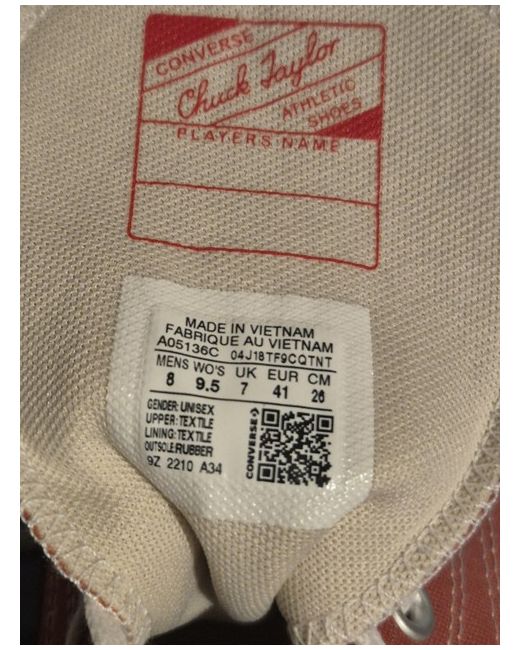 CONVERSE
Chuck Taylor
ATHLETIC
SHOES
PLAYERS NAME
MADE IN VIETNAM
FABRIQUE AU VIETNAM
A05136C 04J18TF9CQTNT
MENS WO'S UK EUR CM
8 9.5 7 41 26
GENDER: UNISEX
UPPER: TEXTILE
LINING: TEXTILE
OUTSOLE: RUBBER
9Z 2210 A34
CONVERSE